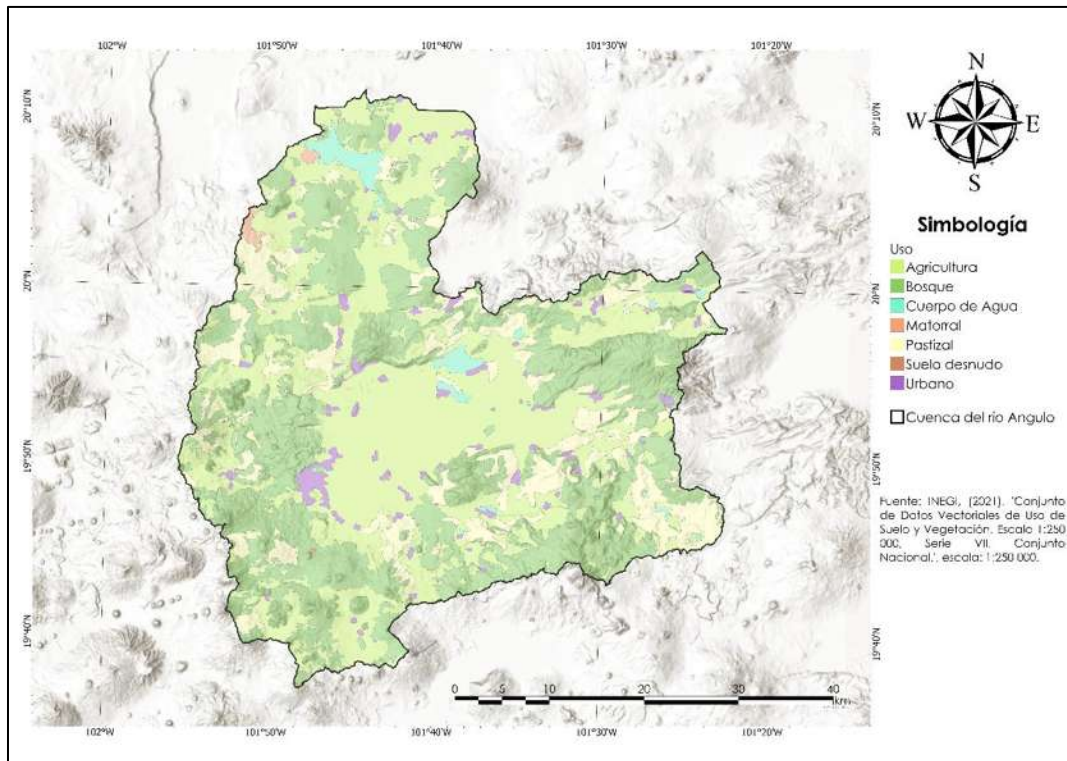 102°W 101°50'W 101°40'W 101°30'W 101°20'W
20°10'N 20°10'N
20°N 20°N
19°50'N 19°50'N
19°40'N 19°40'N
N
W E
S
Simbología
Uso
Agricultura
Bosque
Cuerpo de Agua
Matorral
Pastizal
Suelo desnudo
Urbano
Cuenca del río Angulo
Fuente: INEGI, (2021). "Conjunto
de Datos Vectoriales de Uso de
Suelo y Vegetación. Escala 1:250
000, Serie VII. Conjunto
Nacional.', escala: 1:250 000.
0 5 10 20 30 40
km
102°W 101°50'W 101°40'W 101°30'W 101°20'W